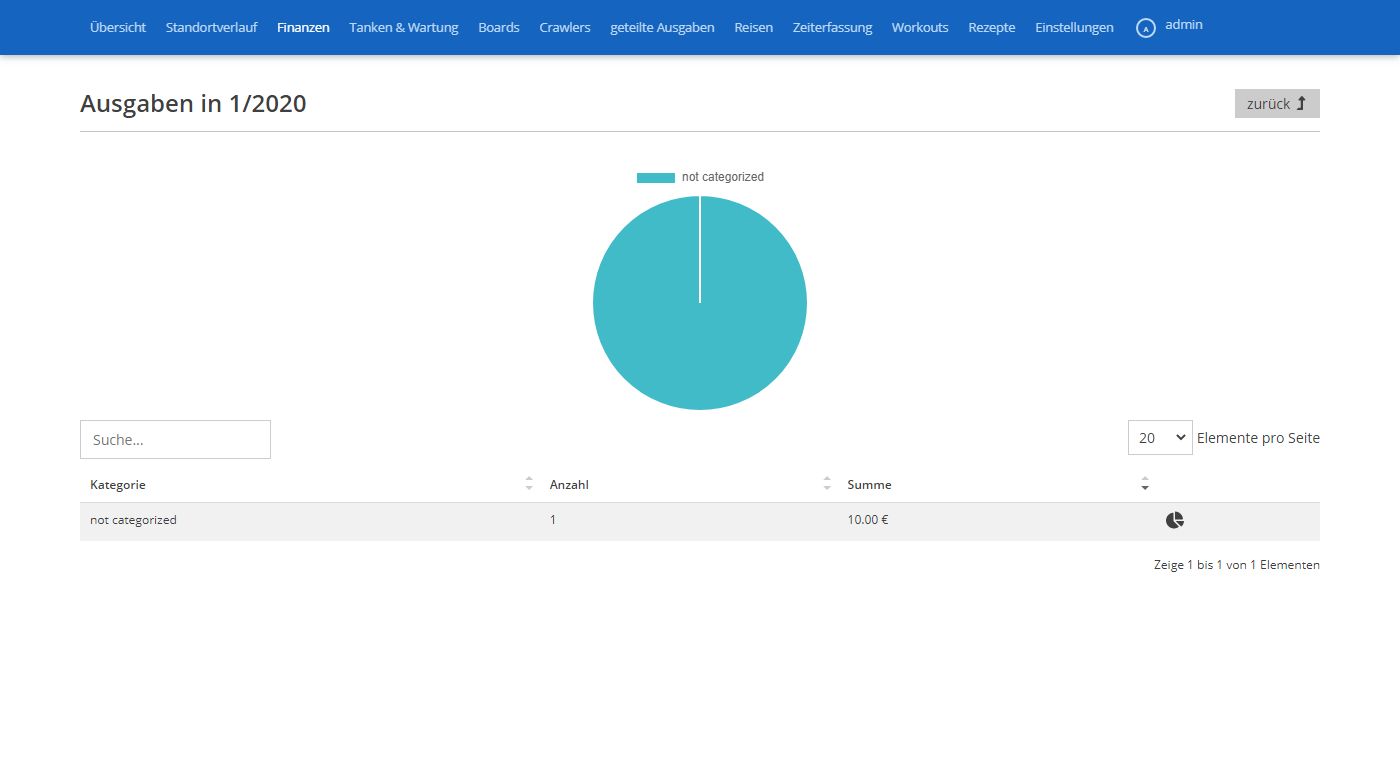 Übersicht Standortverlauf Finanzen Tanken & Wartung Boards Crawlers geteilte Ausgaben Reisen Zeiterfassung Workouts Rezepte Einstellungen A admin
Ausgaben in 1/2020 zurück
not categorized
Suche... 20 Elemente pro Seite
Kategorie Anzahl Summe
not categorized 1 10.00 €
Zeige 1 bis 1 von 1 Elementen